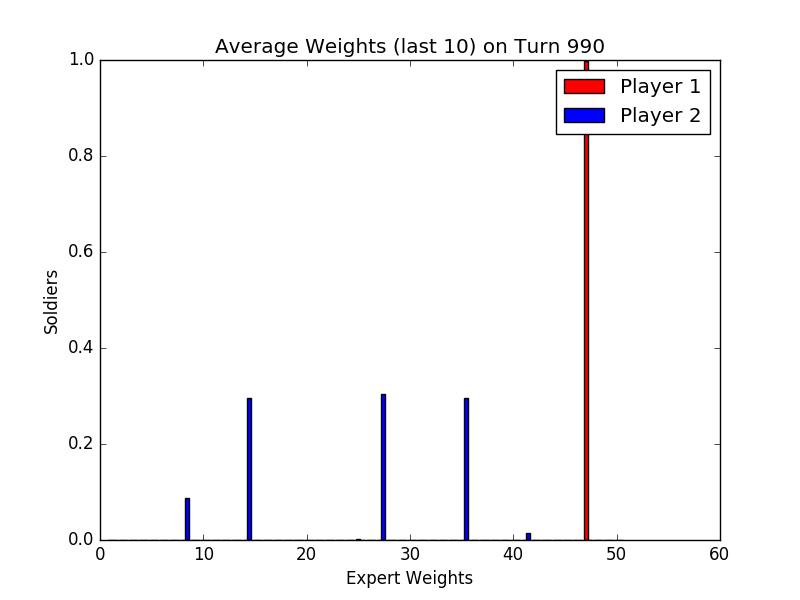 Average Weights (last 10) on Turn 990
Player 1
Player 2
1.0
0.8
0.6
0.4
0.2
0.0
Soldiers
0 10 20 30 40 50 60
Expert Weights